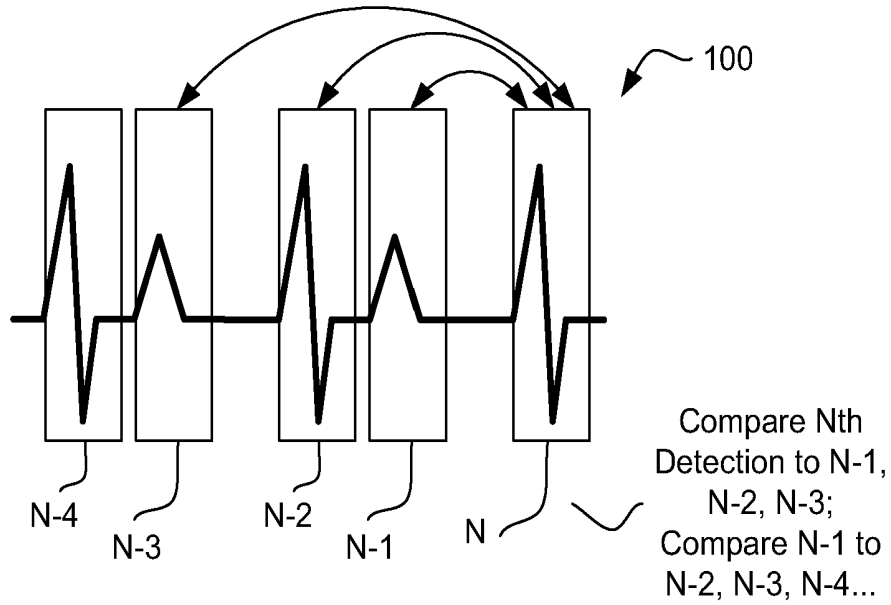 100
N-4
N-3
N-2
N-1
N
Compare Nth
Detection to N-1,
N-2, N-3;
Compare N-1 to
N-2, N-3, N-4...